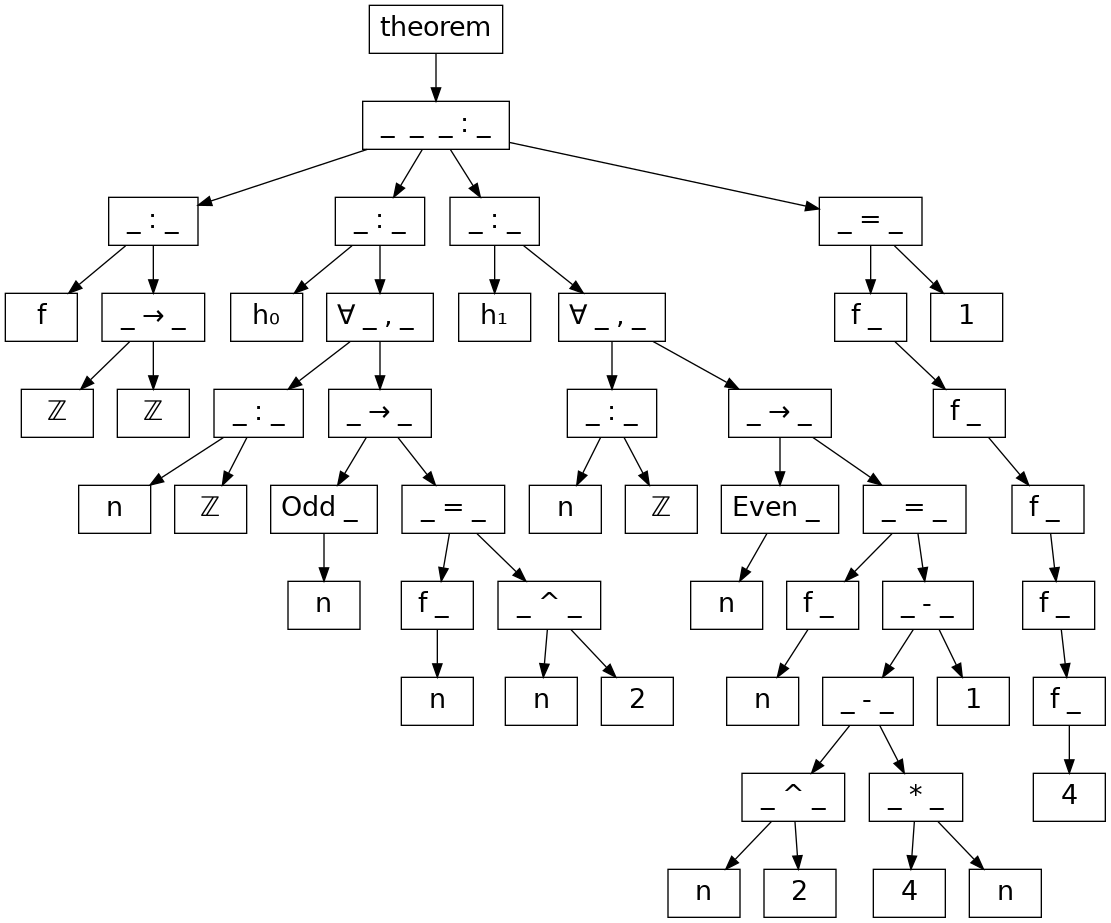 theorem
_ _ _ : _
_ : _ _ : _ _ : _ _ = _
f _ → _ h₀ ∀ _ , _ h₁ ∀ _ , _ f _ 1
ℤ ℤ _ : _ _ → _ _ : _ _ → _ f _
n ℤ Odd _ _ = _ n ℤ Even _ _ = _ f _
n f _ _ ^ _ n f _ _ - _ f _
n n 2 n _ - _ 1 f _
_ ^ _ _ * _ 4
n 2 4 n